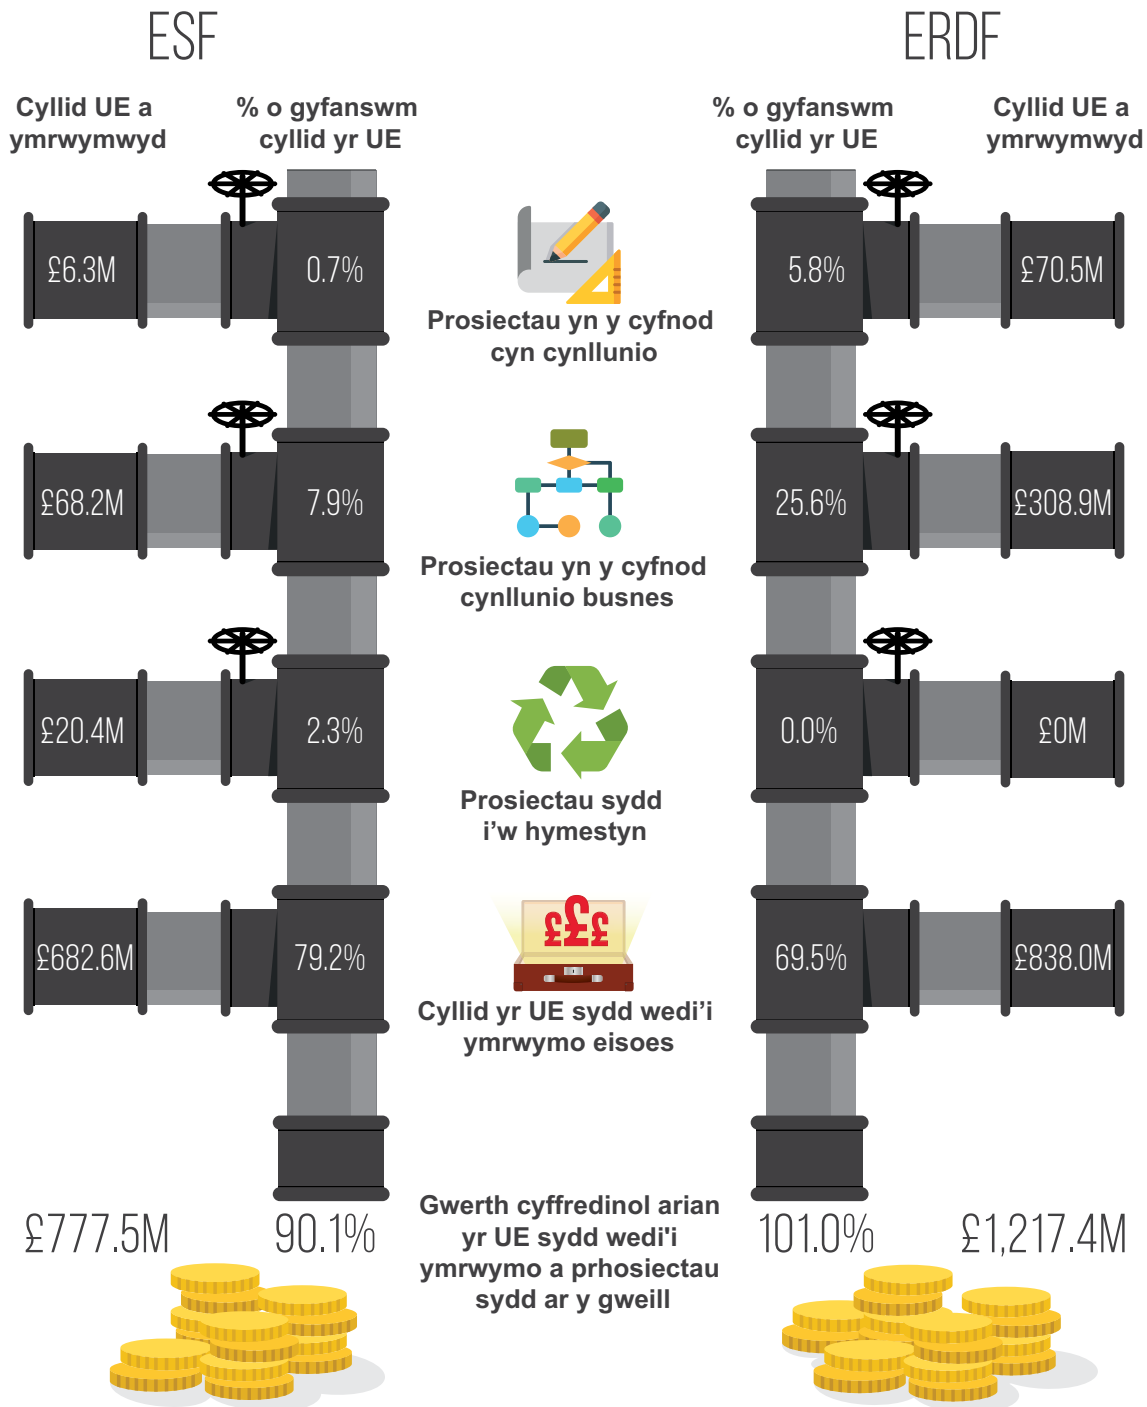 ESF
ERDF
Cyllid UE a
ymrwymwyd
% o gyfanswm
cyllid yr UE
% o gyfanswm
cyllid yr UE
Cyllid UE a
ymrwymwyd
£6.3M
0.7%
Prosiectau yn y cyfnod
cyn cynllunio
5.8%
£70.5M
£68.2M
7.9%
Prosiectau yn y cyfnod
cynllunio busnes
25.6%
£308.9M
£20.4M
2.3%
Prosiectau sydd
i’w hymestyn
0.0%
£0M
£682.6M
79.2%
£££
Cyllid yr UE sydd wedi’i
ymrwymo eisoes
69.5%
£838.0M
£777.5M
90.1%
Gwerth cyffredinol arian
yr UE sydd wedi'i
ymrwymo a prhosiectau
sydd ar y gweill
101.0%
£1,217.4M